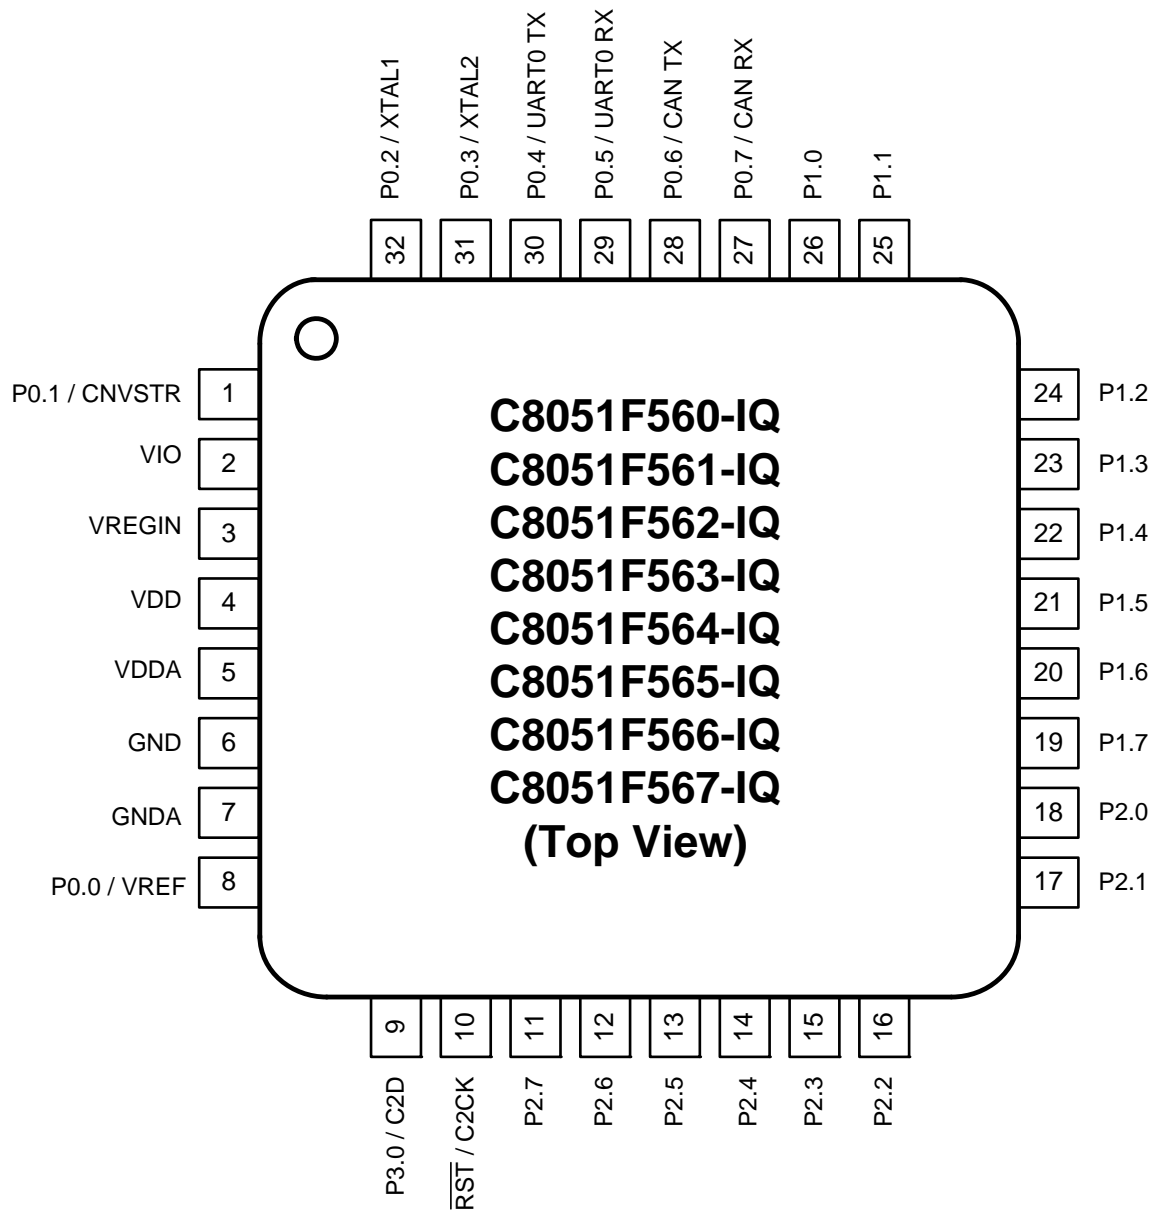 P0.2 / XTAL1
P0.3 / XTAL2
P0.4 / UART0 TX
P0.5 / UART0 RX
P0.6 / CAN TX
P0.7 / CAN RX
P1.0
P1.1
32
31
30
29
28
27
26
25
P0.1 / CNVSTR 1
VIO 2
VREGIN 3
VDD 4
VDDA 5
GND 6
GNDA 7
P0.0 / VREF 8
C8051F560-IQ
C8051F561-IQ
C8051F562-IQ
C8051F563-IQ
C8051F564-IQ
C8051F565-IQ
C8051F566-IQ
C8051F567-IQ
(Top View)
24 P1.2
23 P1.3
22 P1.4
21 P1.5
20 P1.6
19 P1.7
18 P2.0
17 P2.1
9
10
11
12
13
14
15
16
P3.0 / C2D
RST / C2CK
P2.7
P2.6
P2.5
P2.4
P2.3
P2.2